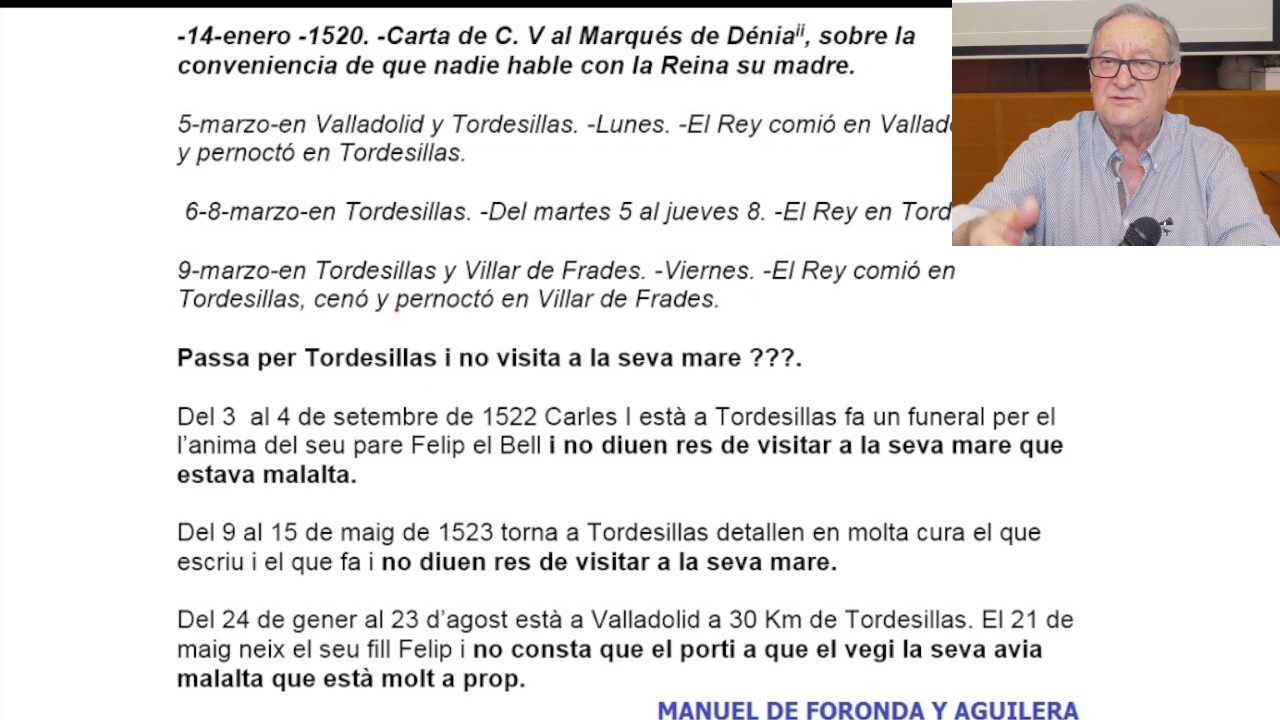 -14-enero -1520. -Carta de C. V al Marqués de Déniaii, sobre la
conveniencia de que nadie hable con la Reina su madre.
5-marzo-en Valladolid y Tordesillas. -Lunes. -El Rey comió en
y pernoctó en Tordesillas.
6-8-marzo-en Tordesillas. -Del martes 5 al jueves 8. -El Rey en
9-marzo-en Tordesillas y Villar de Frades. -Viernes. -El Rey comió en
Tordesillas, cenó y pernoctó en Villar de Frades.
Passa per Tordesillas i no visita a la seva mare ???.
Del 3 al 4 de setembre de 1522 Carles I està a Tordesillas fa un funeral per el
l’anima del seu pare Felip el Bell i no diuen res de visitar a la seva mare que
estava malalta.
Del 9 al 15 de maig de 1523 torna a Tordesillas detallen en molta cura el que
escriu i el que fa i no diuen res de visitar a la seva mare.
Del 24 de gener al 23 d’agost està a Valladolid a 30 Km de Tordesillas. El 21 de
maig neix el seu fill Felip i no consta que el porti a que el vegi la seva avia
malalta que està molt a prop.
MANUEL DE FORONDA Y AGUILERA